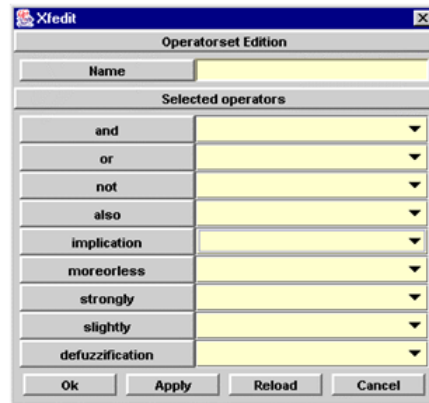 Xfedit
Operatorset Edition
Name
Selected operators
and
or
not
also
implication
moreorless
strongly
slightly
defuzzification
Ok Apply Reload Cancel